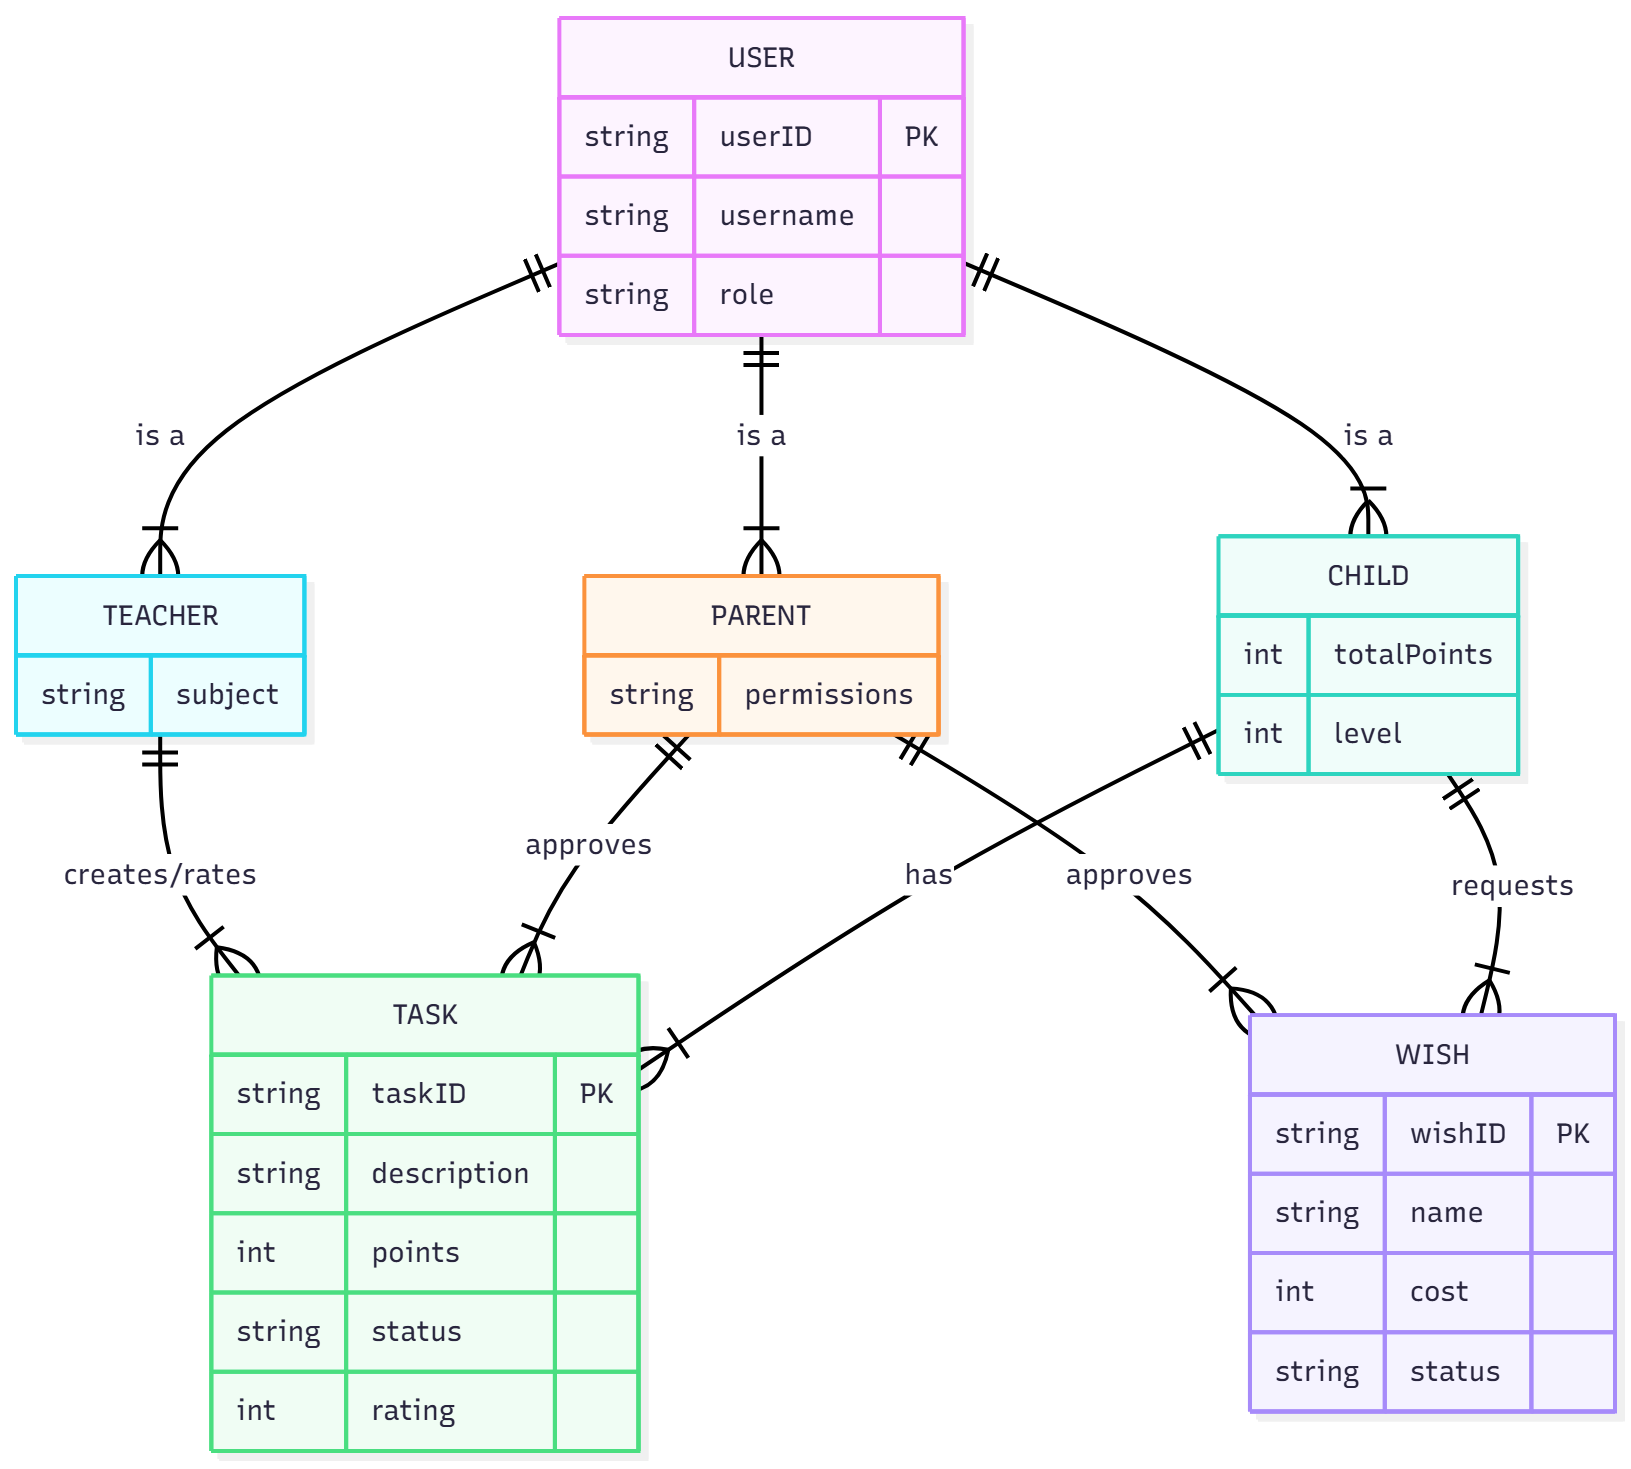 USER
string userID PK
string username
string role
is a
is a
is a
TEACHER
string subject
PARENT
string permissions
CHILD
int totalPoints
int level
creates/rates
approves
has
approves
requests
TASK
string taskID PK
string description
int points
string status
int rating
WISH
string wishID PK
string name
int cost
string status